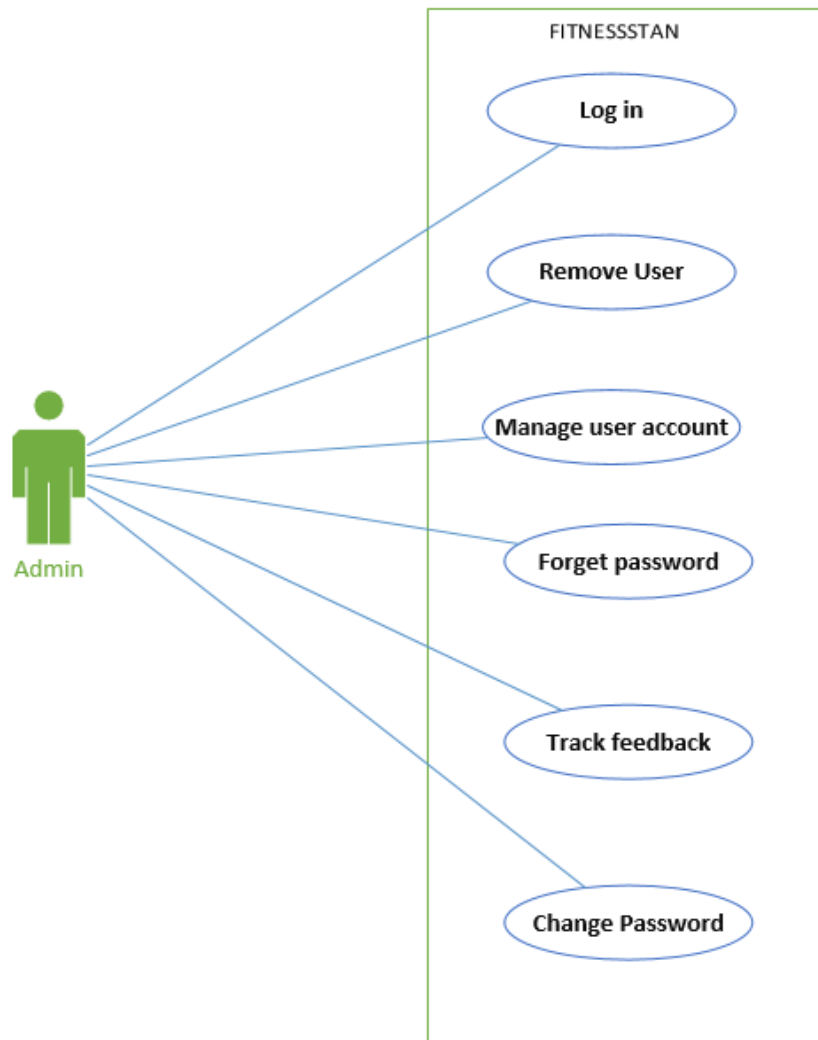 FITNESSSTAN
Log in
Remove User
Manage user account
Admin
Forget password
Track feedback
Change Password